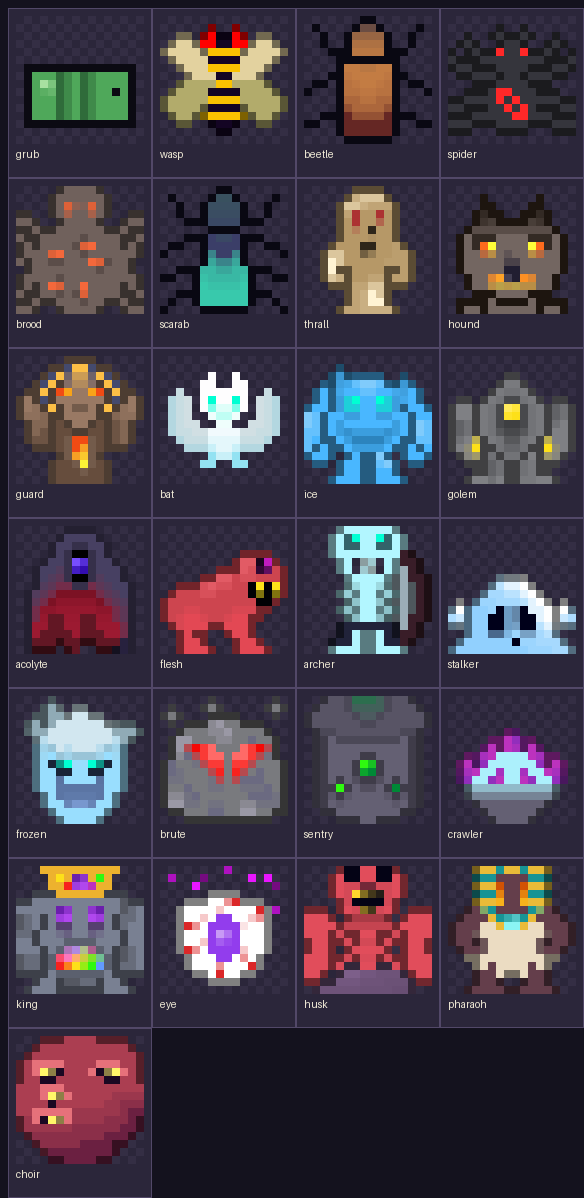 grub
wasp
beetle
spider
brood
scarab
thrall
hound
guard
bat
ice
golem
acolyte
flesh
archer
stalker
frozen
brute
sentry
crawler
king
eye
husk
pharaoh
choir